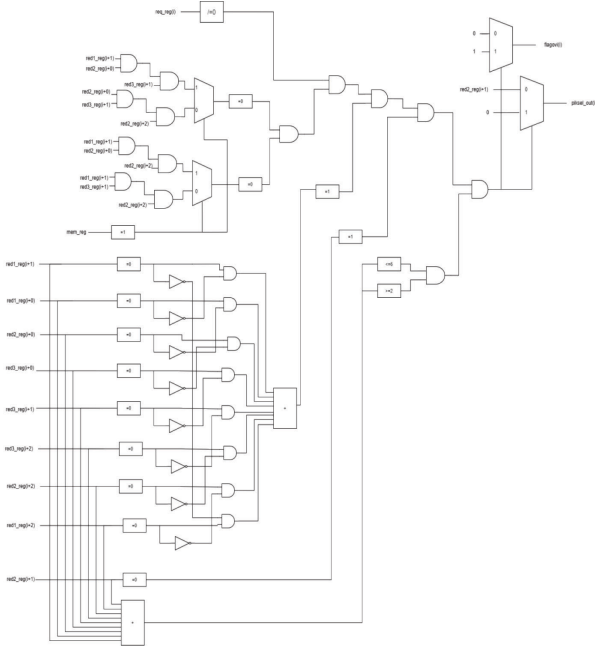 req_reg(i)
/=()
0
0
flagsvi(i)
1
1
red1_reg(i+1)
red2_reg(i+0)
red3_reg(i+1)
1
red2_reg(i+0)
red3_reg(i+1)
0
=0
red2_reg(i+2)
red2_reg(i+1)
0
piksel_out(i)
0
1
red1_reg(i+1)
red2_reg(i+0)
red2_reg(i+2)
1
red1_reg(i+1)
red3_reg(i+1)
0
=0
red2_reg(i+2)
=1
mem_reg
=1
=1
red1_reg(i+1)
=0
<=6
red1_reg(i+0)
=0
>=2
red2_reg(i+0)
=0
red3_reg(i+0)
=0
red3_reg(i+1)
=0
+
red3_reg(i+2)
=0
red2_reg(i+2)
=0
red1_reg(i+2)
=0
red2_reg(i+1)
=0
+